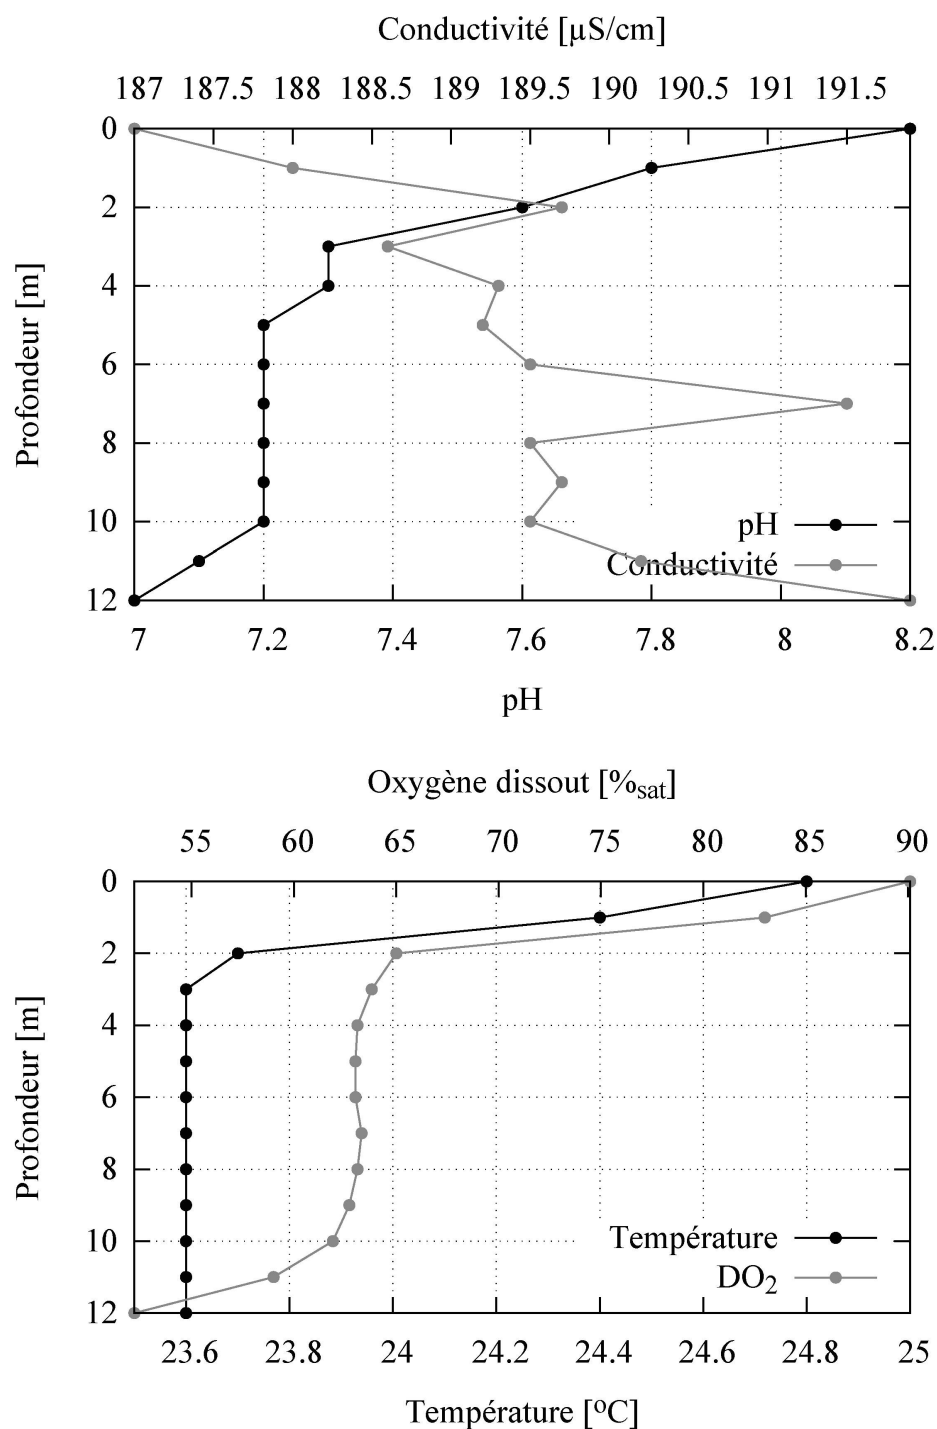 Conductivité [µS/cm]
187 187.5 188 188.5 189 189.5 190 190.5 191 191.5
0
2
4
6
8
10
12
Profondeur [m]
pH
Conductivité
7 7.2 7.4 7.6 7.8 8 8.2
pH
Oxygène dissout [%sat]
55 60 65 70 75 80 85 90
0
2
4
6
8
10
12
Profondeur [m]
Température
DO2
23.6 23.8 24 24.2 24.4 24.6 24.8 25
Température [°C]